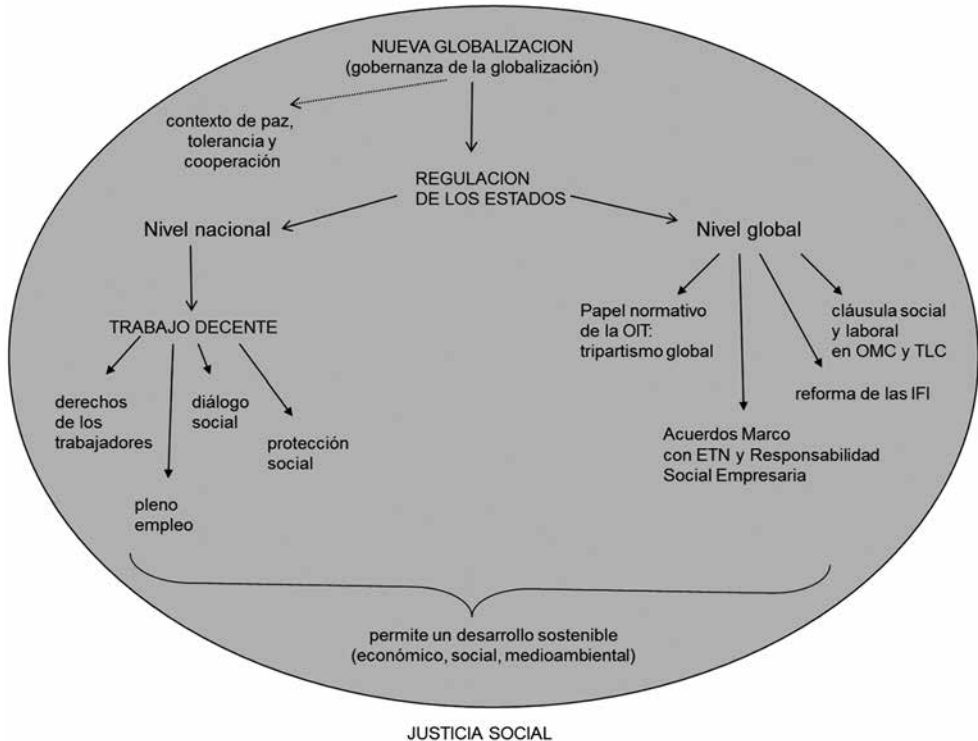 NUEVA GLOBALIZACION
(gobernanza de la globalización)
contexto de paz,
tolerancia y
cooperación
REGULACION
DE LOS ESTADOS
Nivel nacional
Nivel global
TRABAJO DECENTE
derechos
de los
trabajadores
diálogo
social
protección
social
pleno
empleo
Papel normativo
de la OIT:
tripartismo global
cláusula social
y laboral
en OMC y TLC
reforma de las IFI
Acuerdos Marco
con ETN y Responsabilidad
Social Empresaria
permite un desarrollo sostenible
(económico, social, medioambiental)
JUSTICIA SOCIAL